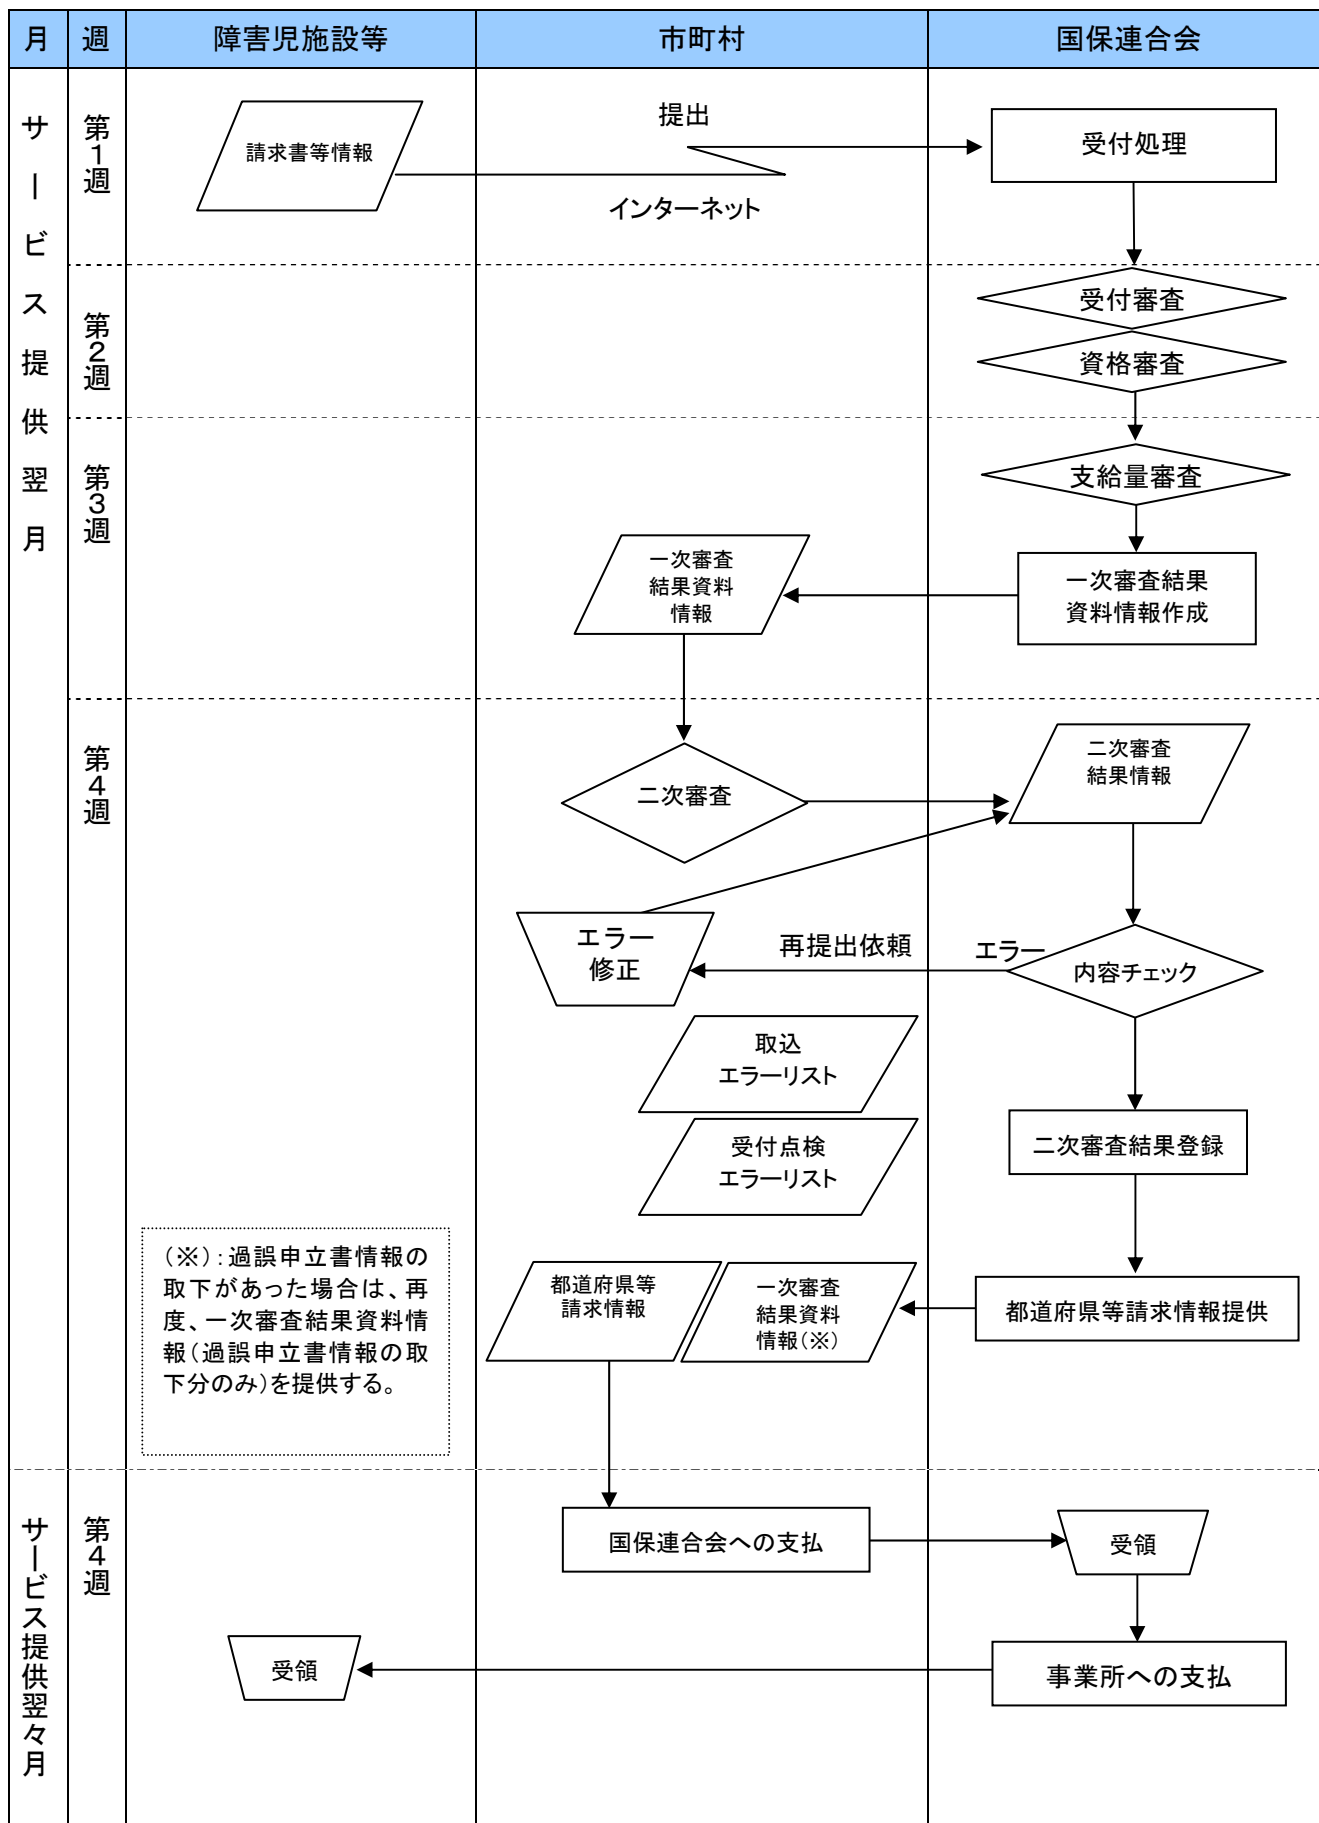 月
週
障害児施設等
市町村
国保連合会
サービス提供翌月
第1週
請求書等情報
提出
インターネット
受付処理
第2週
受付審査
資格審査
第3週
支給量審査
一次審査
結果資料
情報
一次審査結果
資料情報作成
第4週
二次審査
二次審査
結果情報
エラー
修正
再提出依頼
エラー
内容チェック
取込
エラーリスト
受付点検
エラーリスト
二次審査結果登録
(※):過誤申立書情報の
取下があった場合は、再
度、一次審査結果資料情
報(過誤申立書情報の取
下分のみ)を提供する。
都道府県等
請求情報
一次審査
結果資料
情報(※)
都道府県等請求情報提供
サービス提供翌々月
第4週
国保連合会への支払
受領
受領
事業所への支払